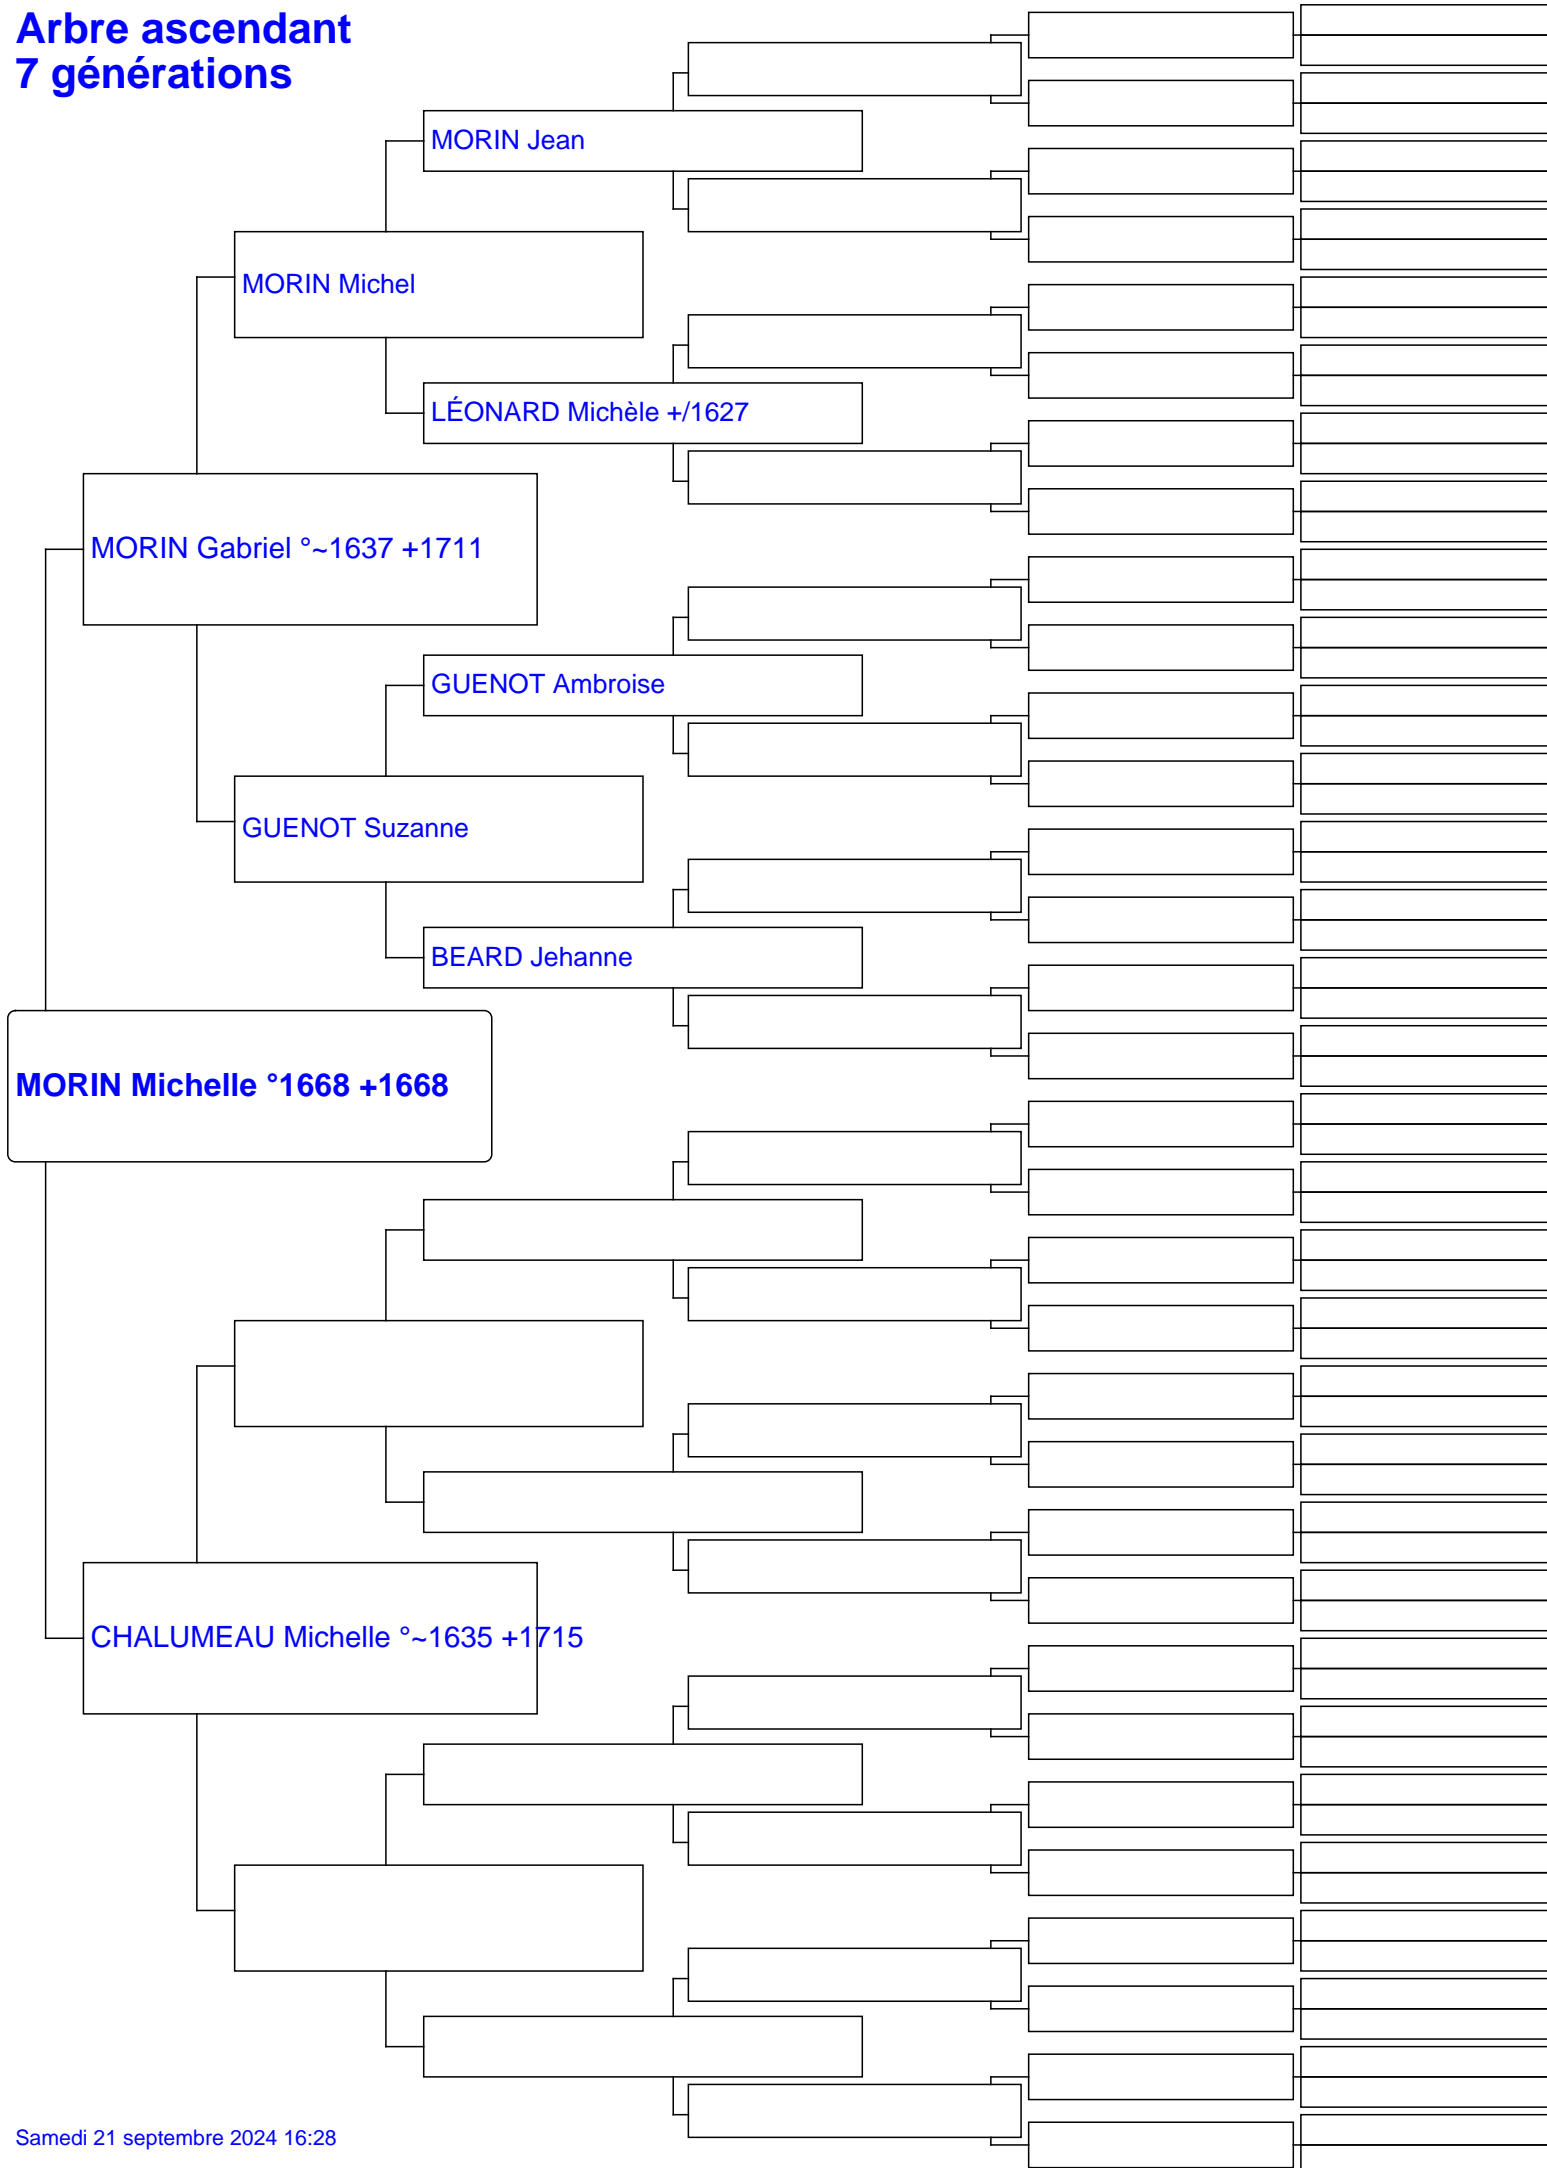 Arbre ascendant
7 générations
MORIN Jean
MORIN Michel
LÉONARD Michèle +/1627
MORIN Gabriel °~1637 +1711
GUENOT Ambroise
GUENOT Suzanne
BEARD Jehanne
MORIN Michelle °1668 +1668
CHALUMEAU Michelle °~1635 +1715
Samedi 21 septembre 2024 16:28